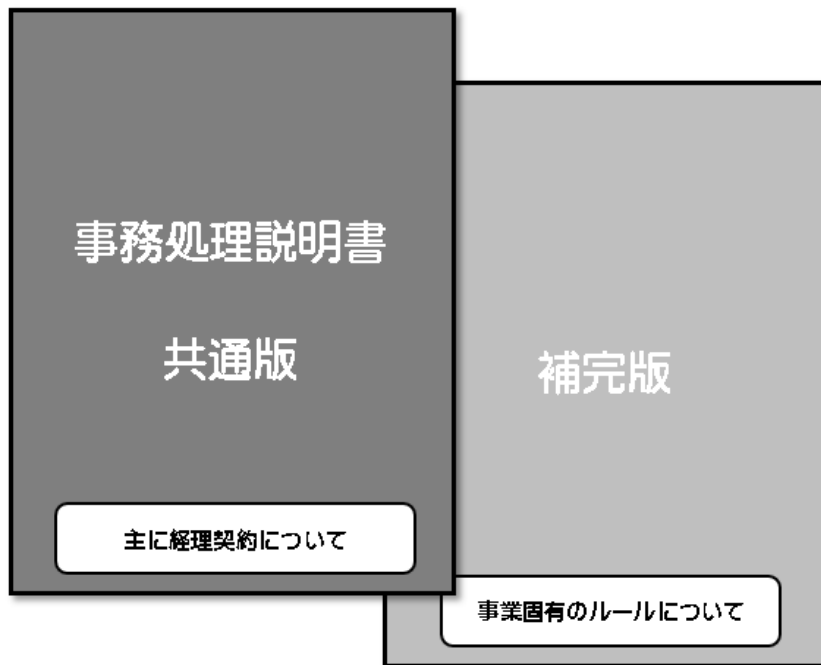 事務処理説明書
共通版
主に経理契約について
補完版
事業固有のルールについて